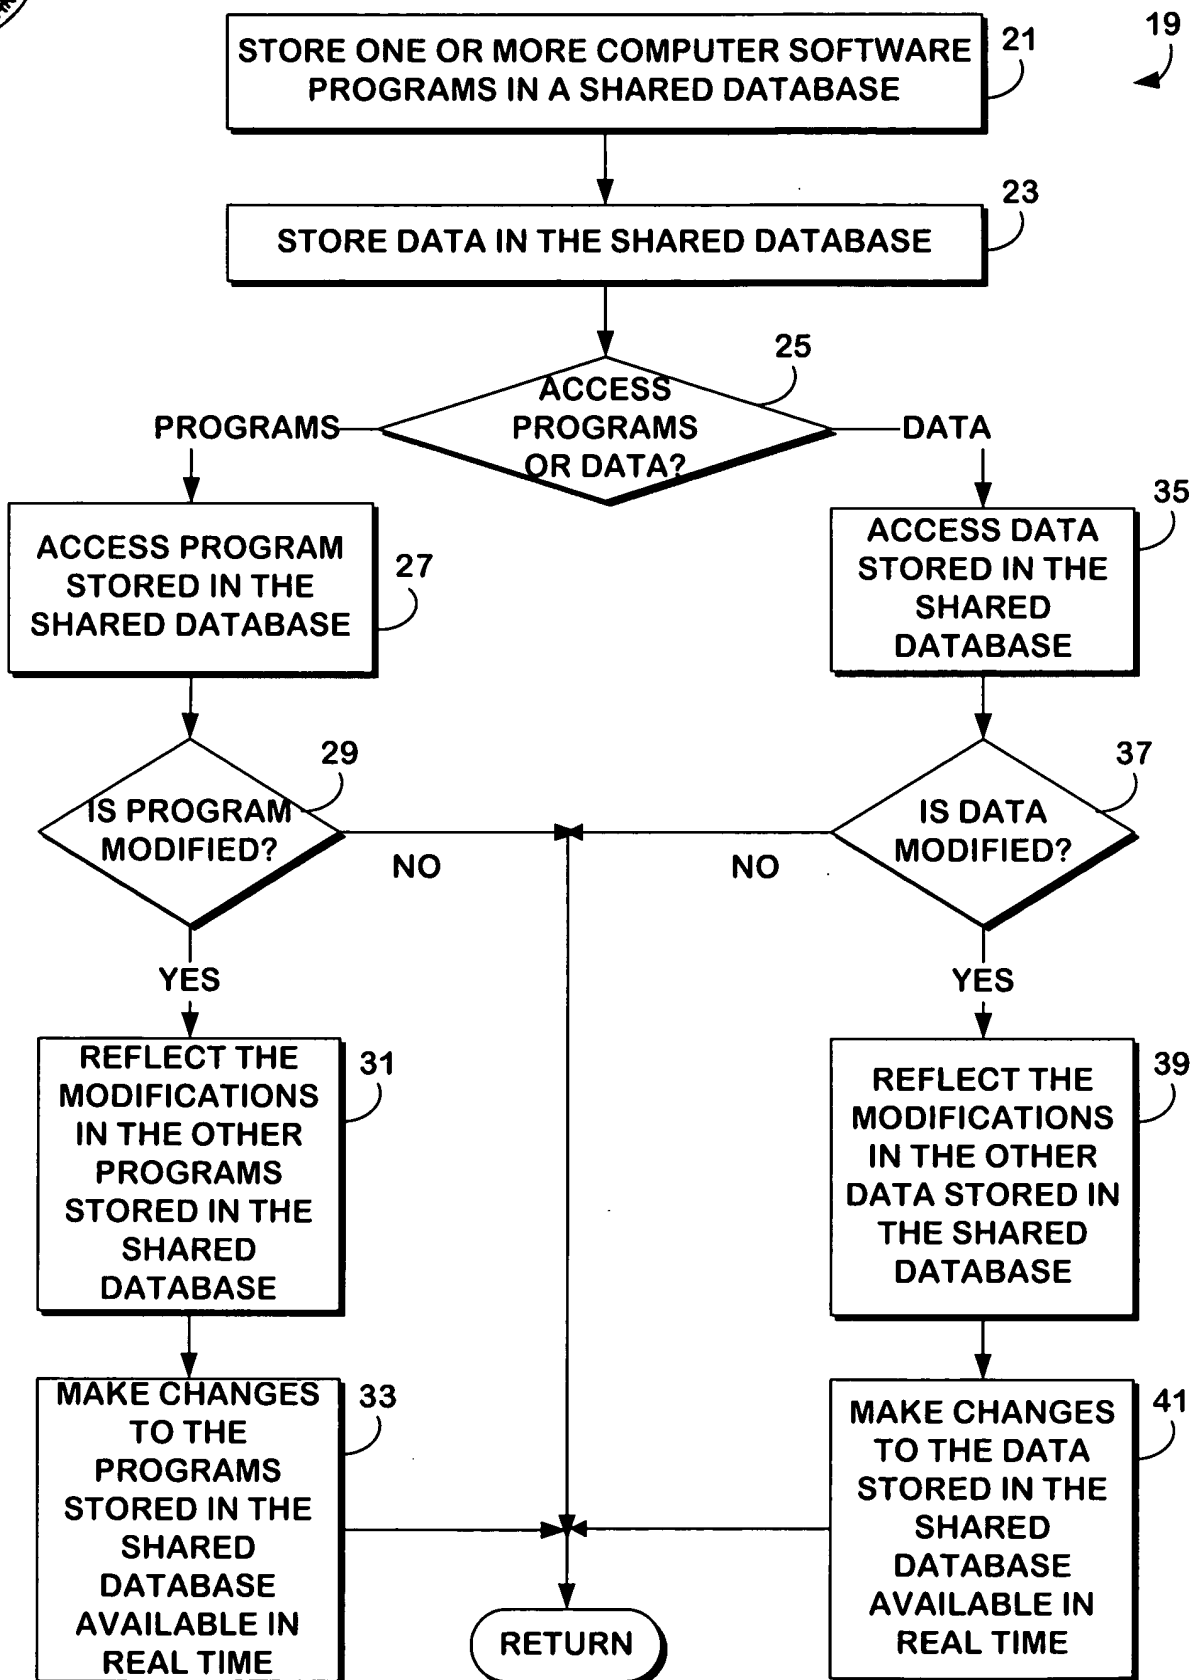 19
STORE ONE OR MORE COMPUTER SOFTWARE
PROGRAMS IN A SHARED DATABASE
21
STORE DATA IN THE SHARED DATABASE
23
ACCESS
PROGRAMS
OR DATA?
25
PROGRAMS
DATA
ACCESS PROGRAM
STORED IN THE
SHARED DATABASE
27
ACCESS DATA
STORED IN THE
SHARED
DATABASE
35
IS PROGRAM
MODIFIED?
29
NO
IS DATA
MODIFIED?
37
NO
YES
YES
REFLECT THE
MODIFICATIONS
IN THE OTHER
PROGRAMS
STORED IN THE
SHARED
DATABASE
31
REFLECT THE
MODIFICATIONS
IN THE OTHER
DATA STORED IN
THE SHARED
DATABASE
39
MAKE CHANGES
TO THE
PROGRAMS
STORED IN THE
SHARED
DATABASE
AVAILABLE IN
REAL TIME
33
MAKE CHANGES
TO THE DATA
STORED IN THE
SHARED
DATABASE
AVAILABLE IN
REAL TIME
41
RETURN